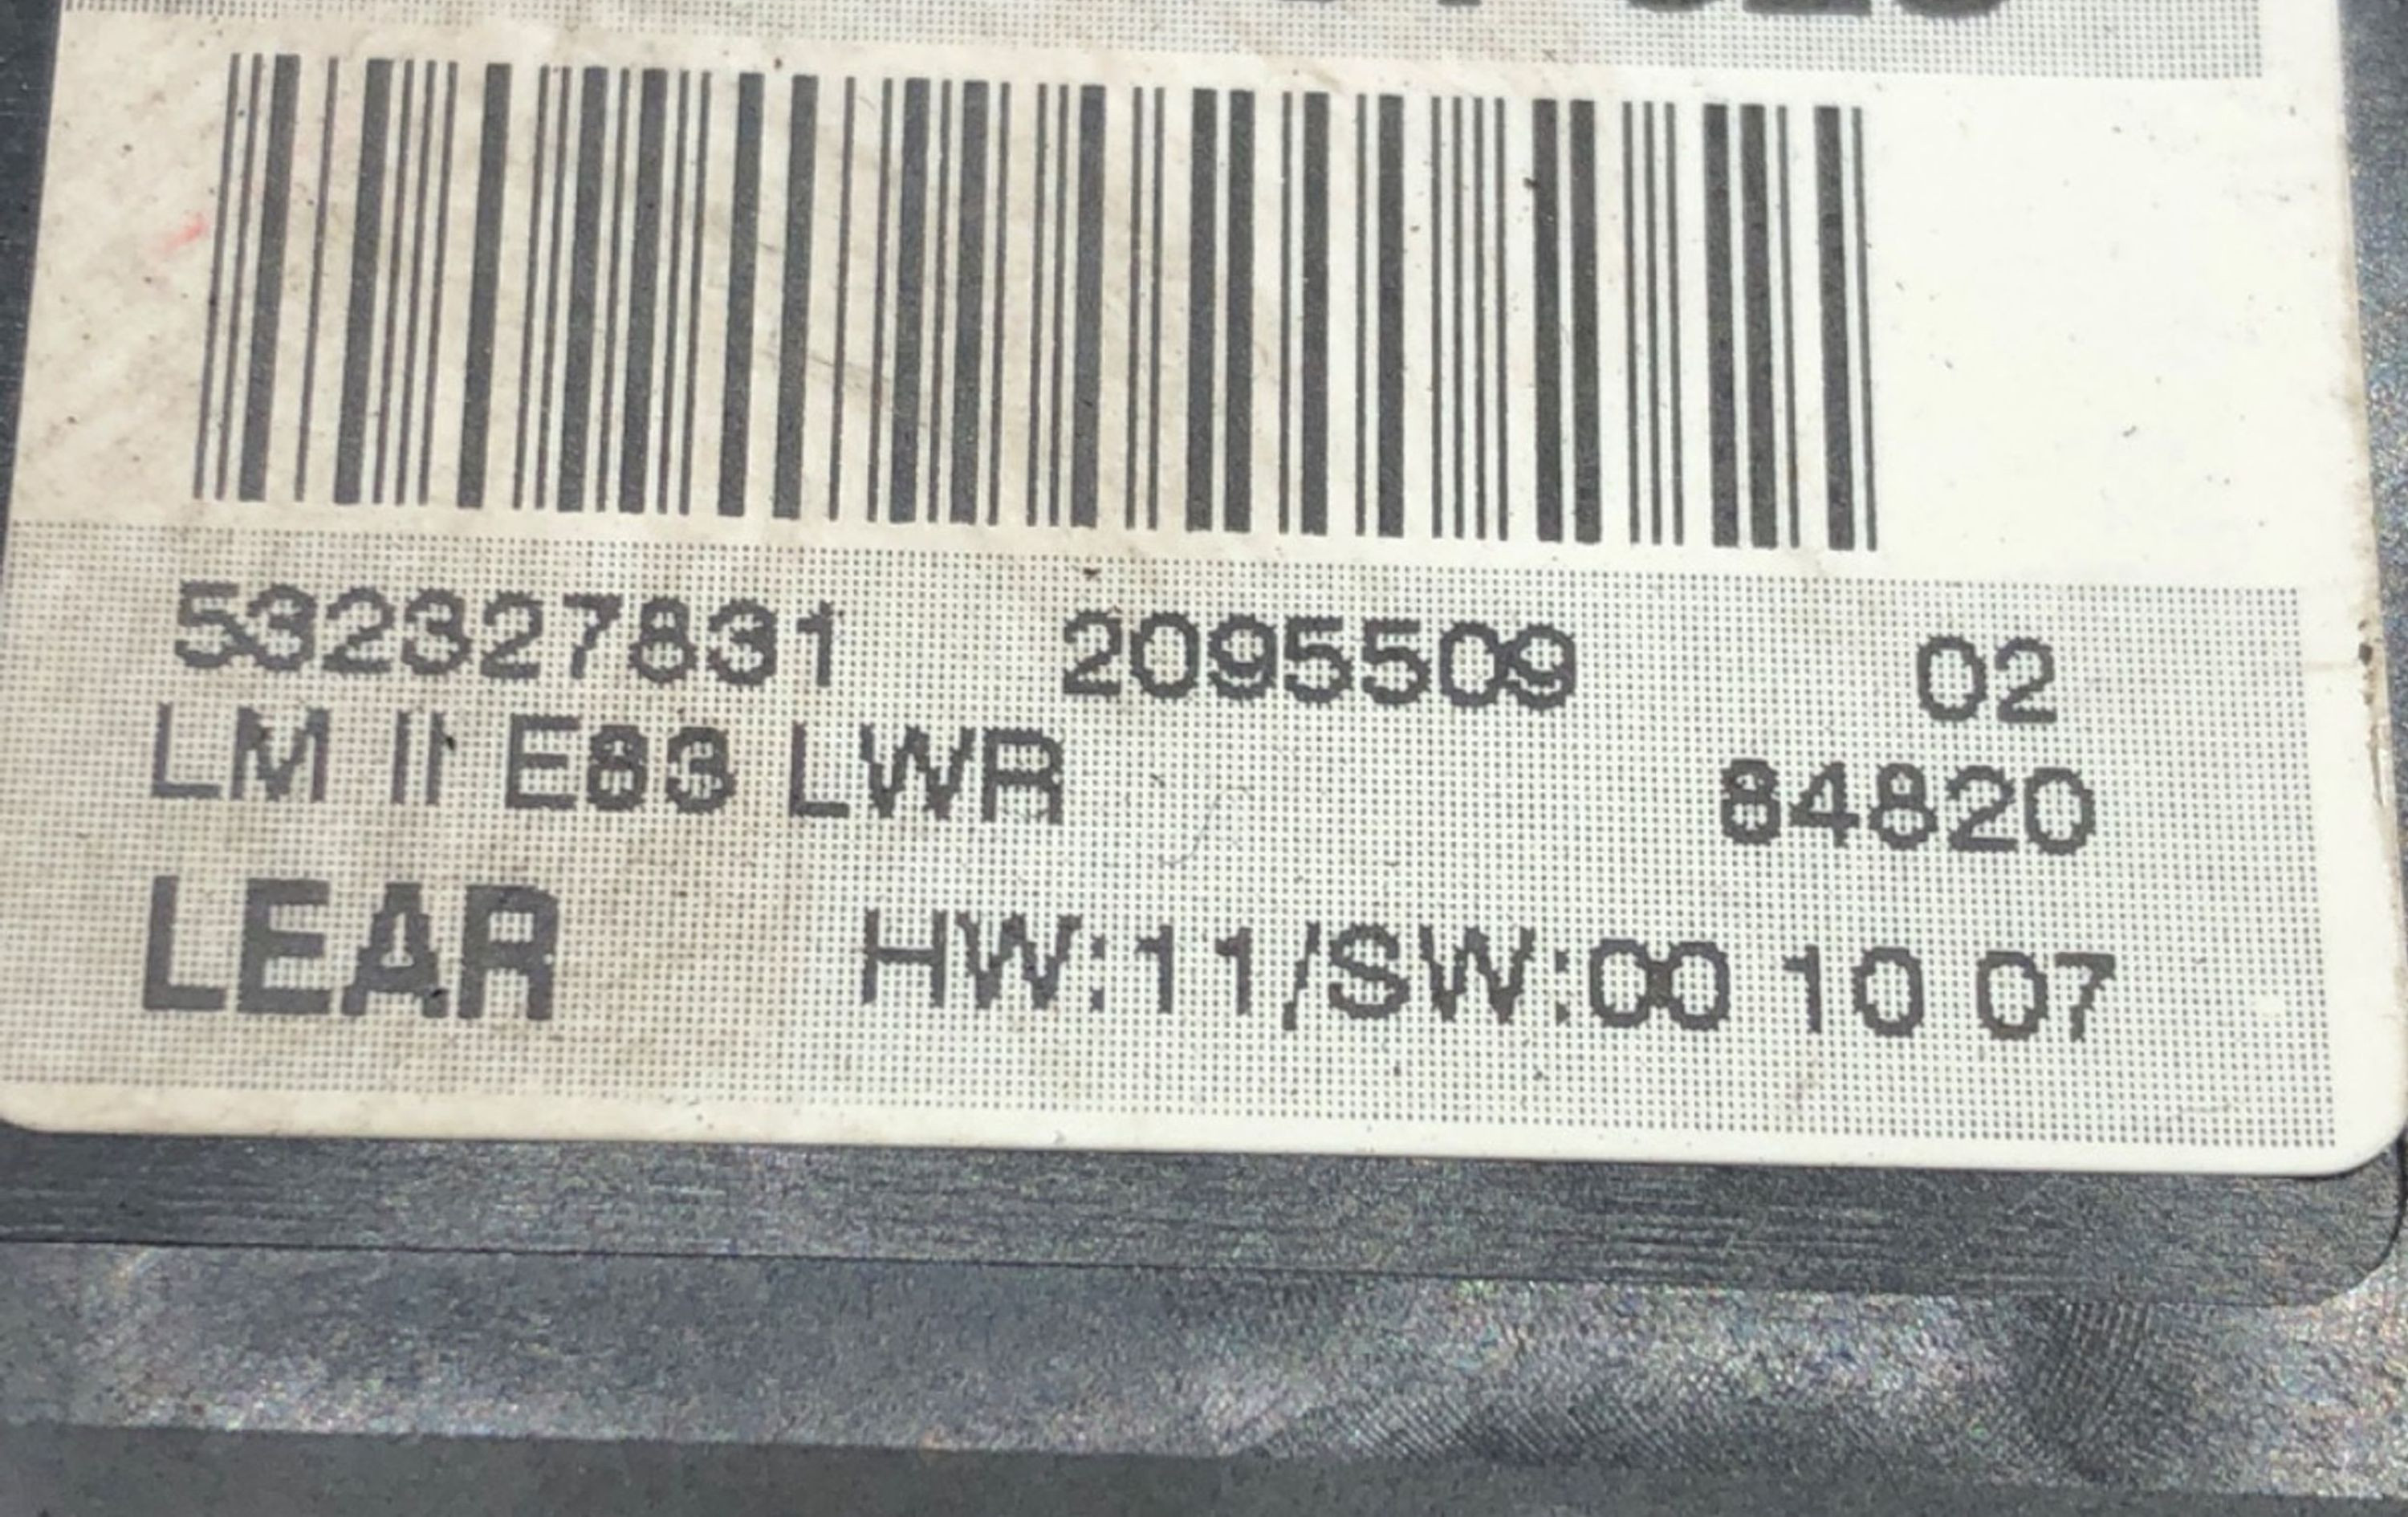 532327831 2095509 02
LM II E83 LWR 84820
LEAR HW:11/SW:00 10 07